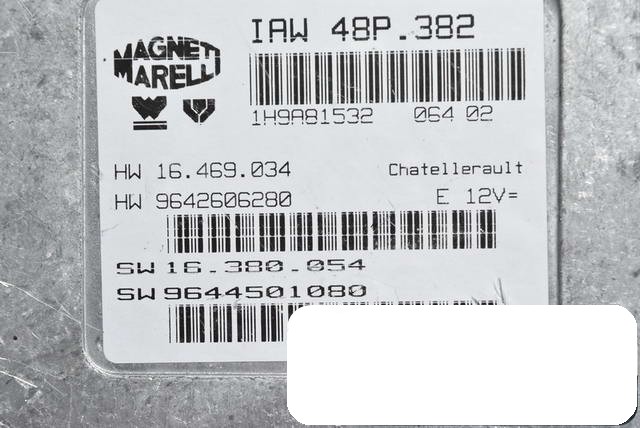 MAGNETI
MARELLI
IAW 48P.382
1H9A81532 064 02
HW 16.469.034 Chatellerault
HW 9642606280 E 12V=
SW 16.380.054
SW 9644501080